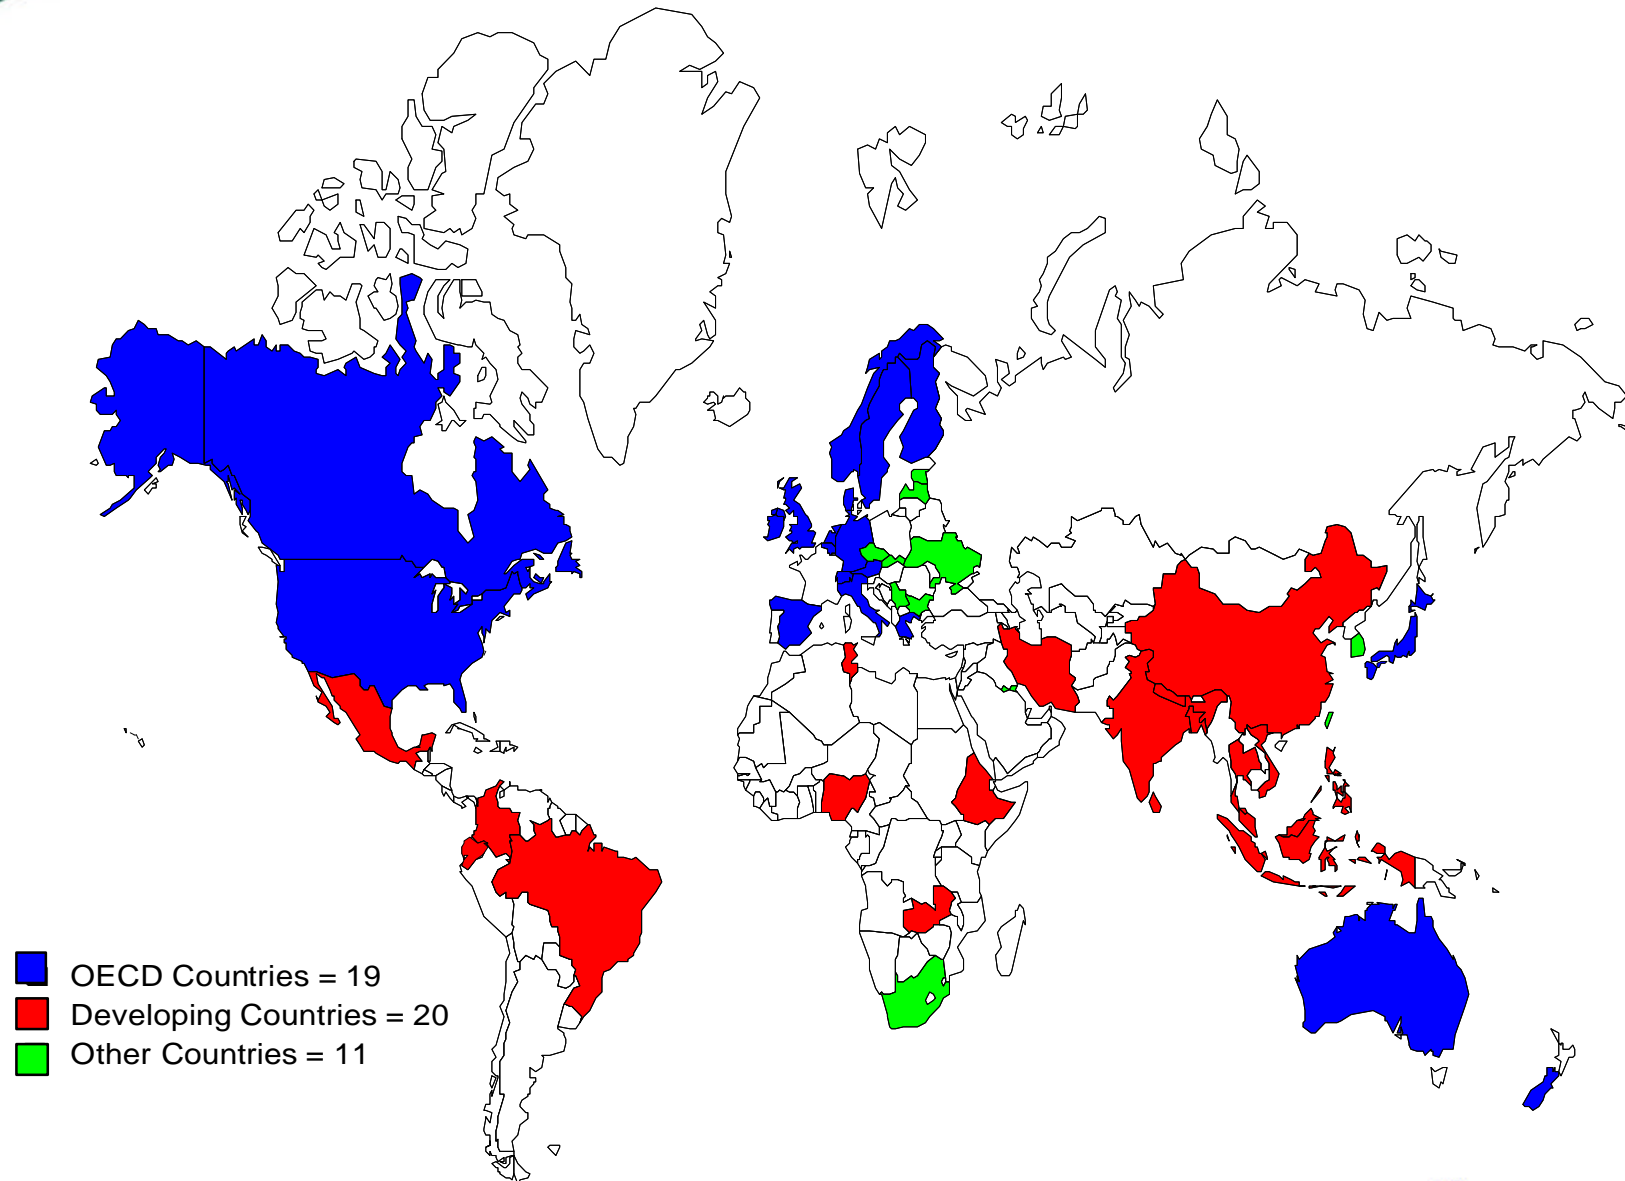 OECD Countries = 19
Developing Countries = 20
Other Countries = 11